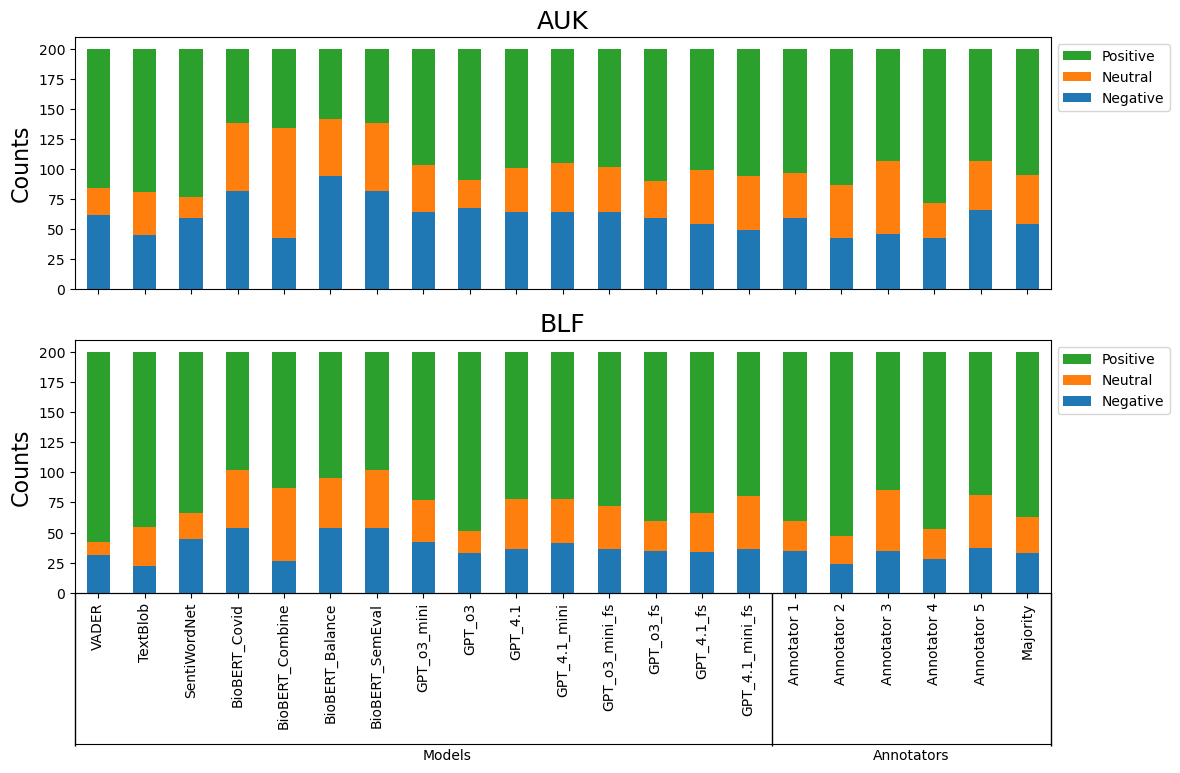 AUK
Counts
200
175
150
125
100
75
50
25
0
Positive
Neutral
Negative
BLF
Counts
200
175
150
125
100
75
50
25
0
Positive
Neutral
Negative
VADER
TextBlob
SentiWordNet
BioBERT_Covid
BioBERT_Combine
BioBERT_Balance
BioBERT_SemEval
GPT_o3_mini
GPT_o3
GPT_4.1
GPT_4.1_mini
GPT_o3_mini_fs
GPT_o3_fs
GPT_4.1_fs
GPT_4.1_mini_fs
Annotator 1
Annotator 2
Annotator 3
Annotator 4
Annotator 5
Majority
Models
Annotators